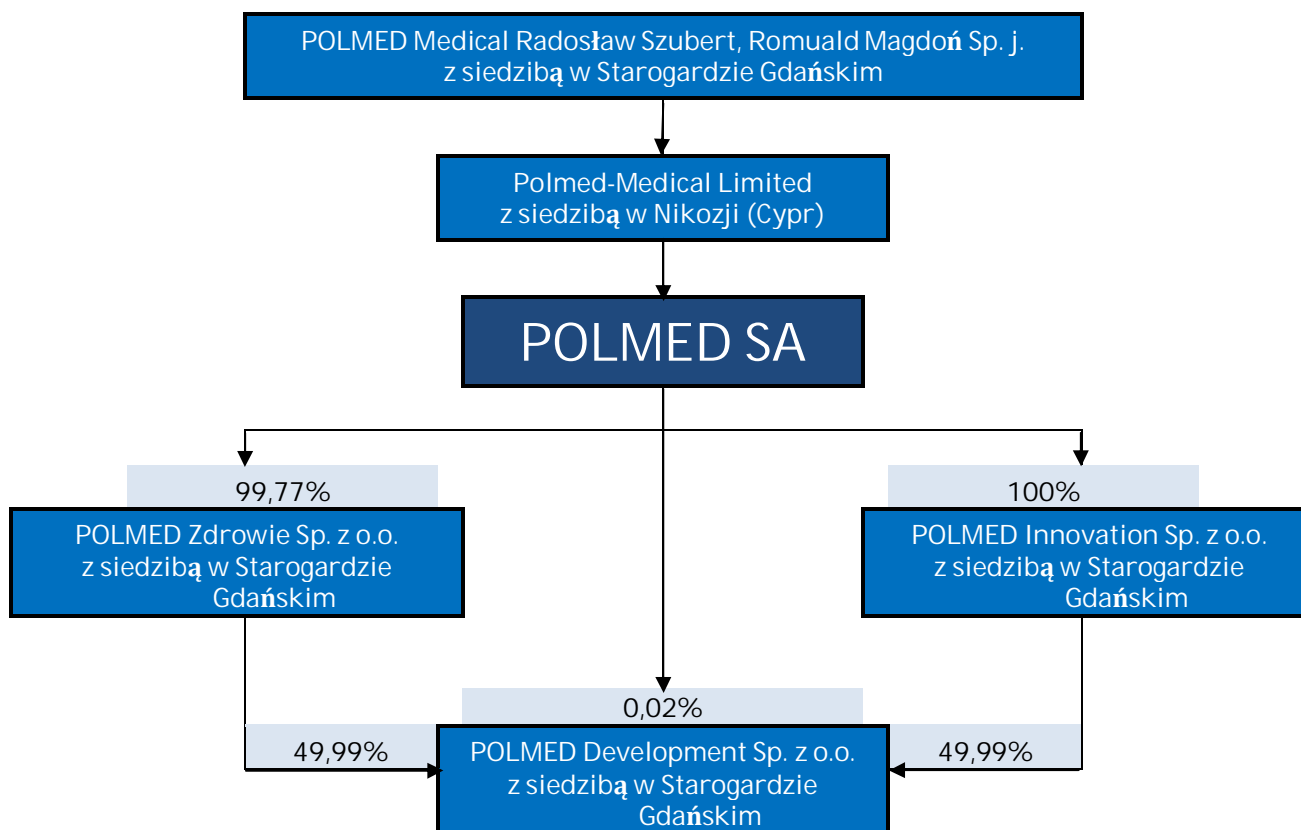 POLMED Medical Radosław Szubert, Romuald Magdoń Sp. j.
z siedzibą w Starogardzie Gdańskim
Polmed-Medical Limited
z siedzibą w Nikozji (Cypr)
POLMED SA
99,77%
100%
POLMED Zdrowie Sp. z o.o.
z siedzibą w Starogardzie
Gdańskim
POLMED Innovation Sp. z o.o.
z siedzibą w Starogardzie
Gdańskim
0,02%
49,99%
49,99%
POLMED Development Sp. z o.o.
z siedzibą w Starogardzie
Gdańskim